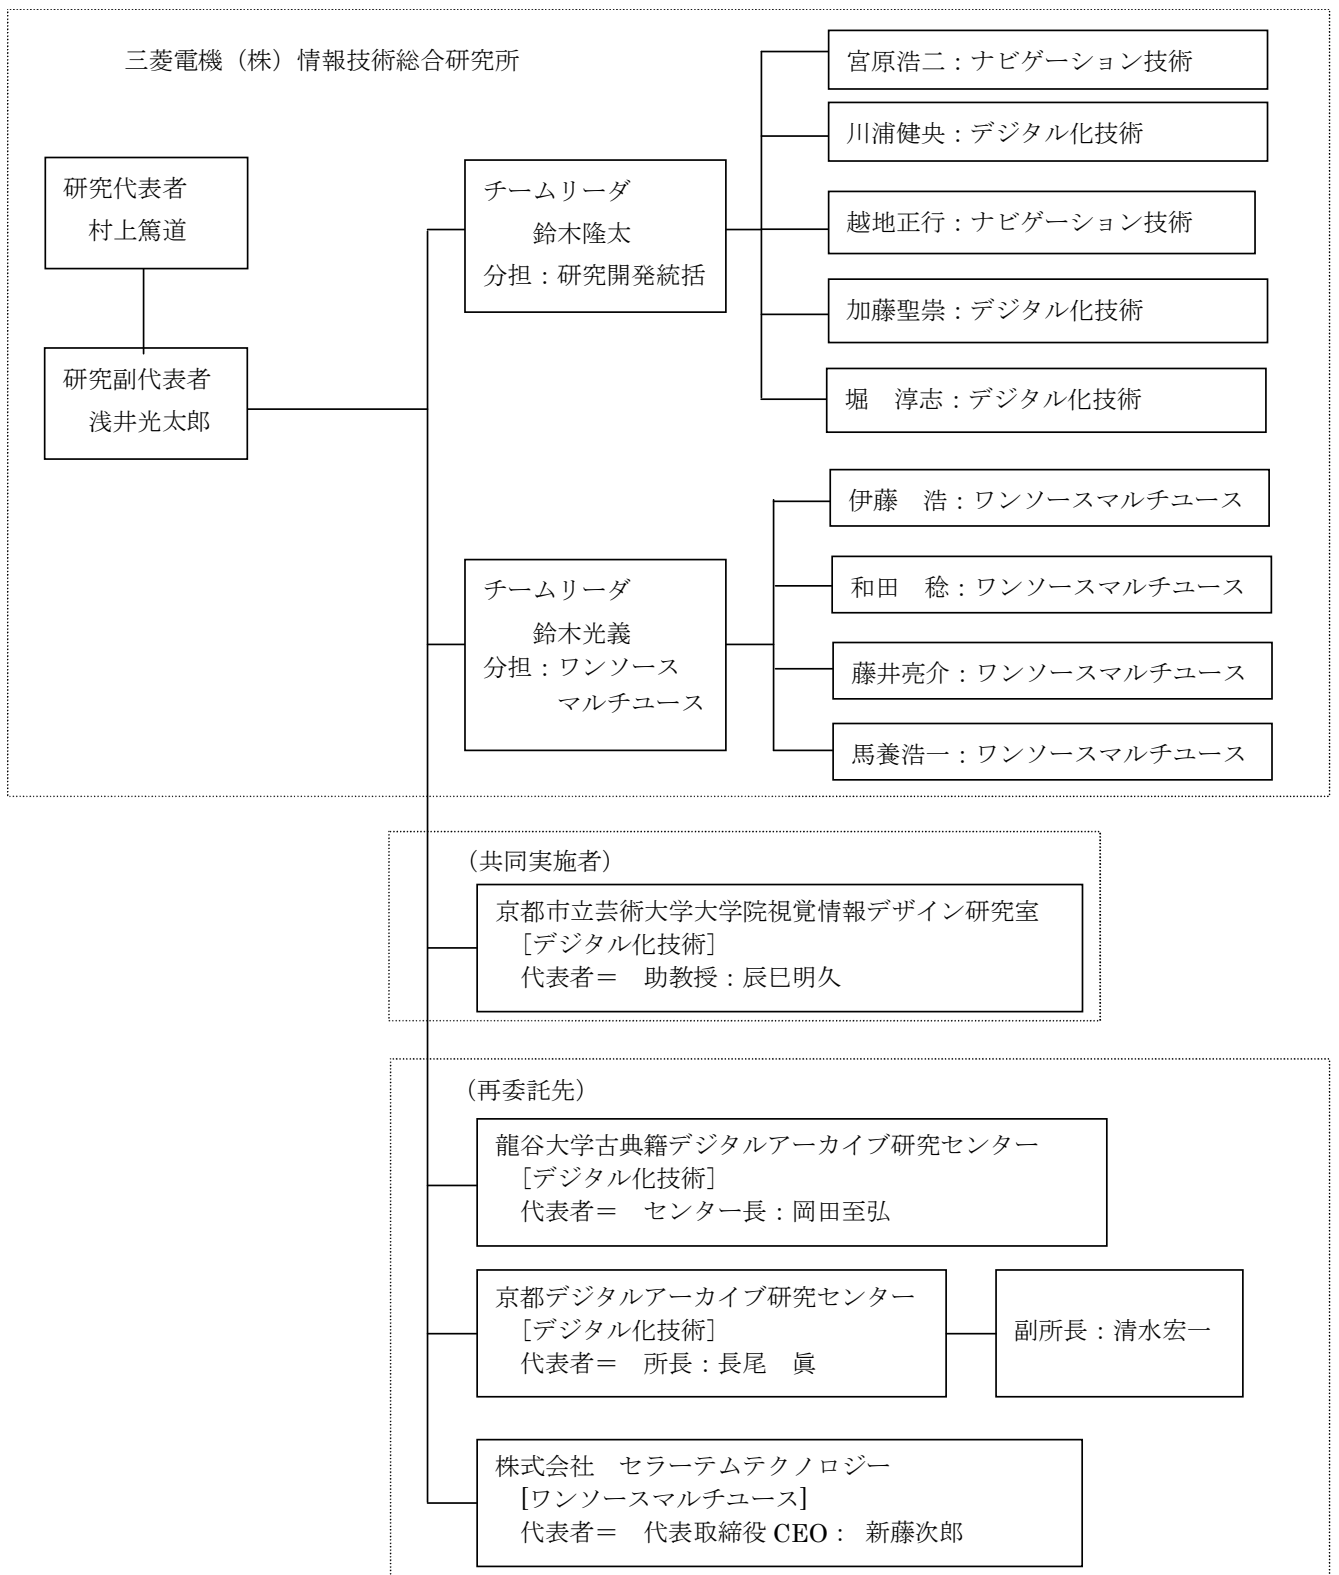 三菱電機（株）情報技術総合研究所
研究代表者
村上篤道
研究副代表者
浅井光太郎
チームリーダ
鈴木隆太
分担：研究開発統括
宮原浩二：ナビゲーション技術
川浦健央：デジタル化技術
越地正行：ナビゲーション技術
加藤聖崇：デジタル化技術
堀　淳志：デジタル化技術
チームリーダ
鈴木光義
分担：ワンソース
マルチユース
伊藤　浩：ワンソースマルチユース
和田　稔：ワンソースマルチユース
藤井亮介：ワンソースマルチユース
馬養浩一：ワンソースマルチユース
（共同実施者）
京都市立芸術大学大学院視覚情報デザイン研究室
［デジタル化技術］
代表者＝　助教授：辰巳明久
（再委託先）
龍谷大学古典籍デジタルアーカイブ研究センター
［デジタル化技術］
代表者＝　センター長：岡田至弘
京都デジタルアーカイブ研究センター
［デジタル化技術］
代表者＝　所長：長尾　眞
副所長：清水宏一
株式会社　セラーテムテクノロジー
[ワンソースマルチユース]
代表者＝　代表取締役 CEO：　新藤次郎